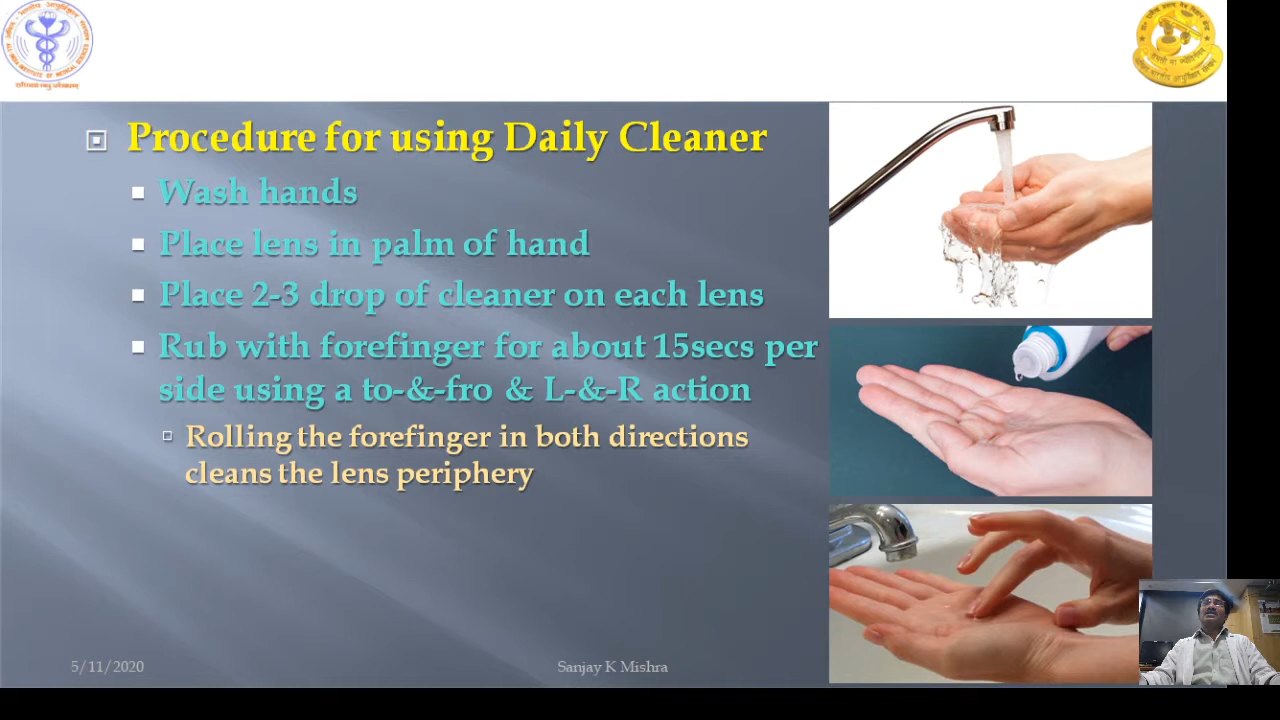 Procedure for using Daily Cleaner
Wash hands
Place lens in palm of hand
Place 2-3 drop of cleaner on each lens
Rub with forefinger for about 15secs per
side using a to-&-fro & L-&-R action
Rolling the forefinger in both directions
cleans the lens periphery
5/11/2020
Sanjay K Mishra